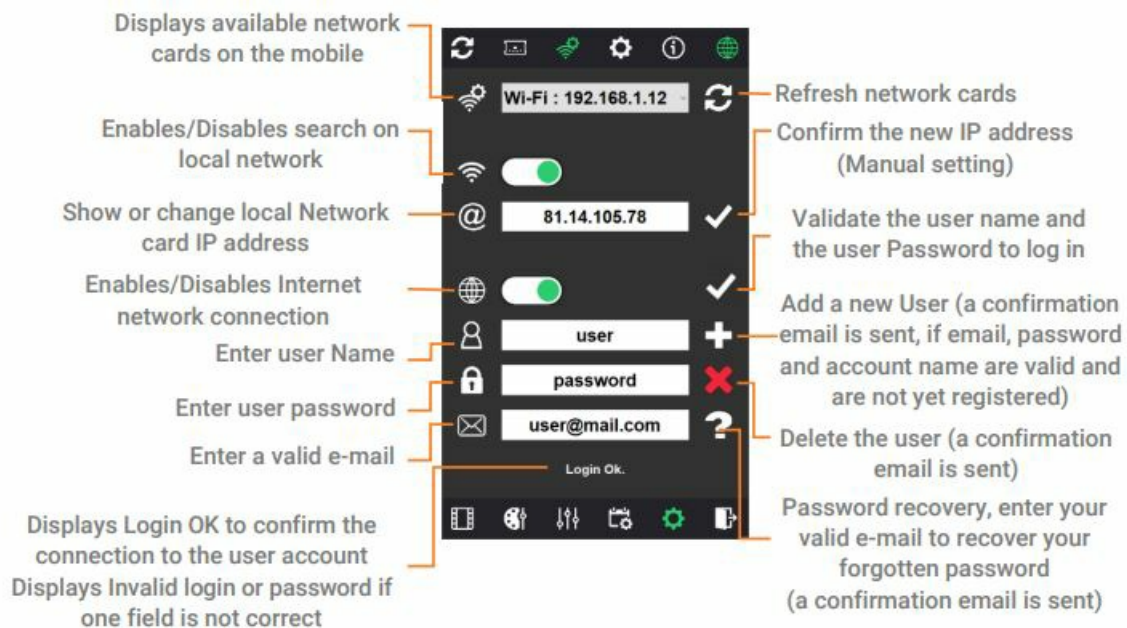 Displays available network
cards on the mobile
Enables/Disables search on
local network
Show or change local Network
card IP address
Enables/Disables Internet
network connection
Enter user Name
Enter user password
Enter a valid e-mail
Displays Login OK to confirm the
connection to the user account
Displays Invalid login or password if
one field is not correct
Wi-Fi : 192.168.1.12
@
81.14.105.78
user
password
user@mail.com
?
Login Ok.
Refresh network cards
Confirm the new IP address
(Manual setting)
Validate the user name and
the user Password to log in
Add a new User (a confirmation
email is sent, if email, password
and account name are valid and
are not yet registered)
Delete the user (a confirmation
email is sent)
Password recovery, enter your
valid e-mail to recover your
forgotten password
(a confirmation email is sent)